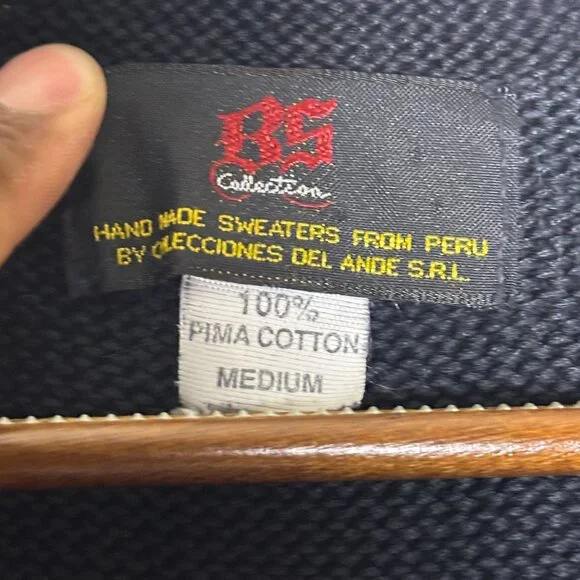 BS
Collection
HAND MADE SWEATERS FROM PERU
BY COLECCIONES DEL ANDE S.R.L.
100%
PIMA COTTON
MEDIUM